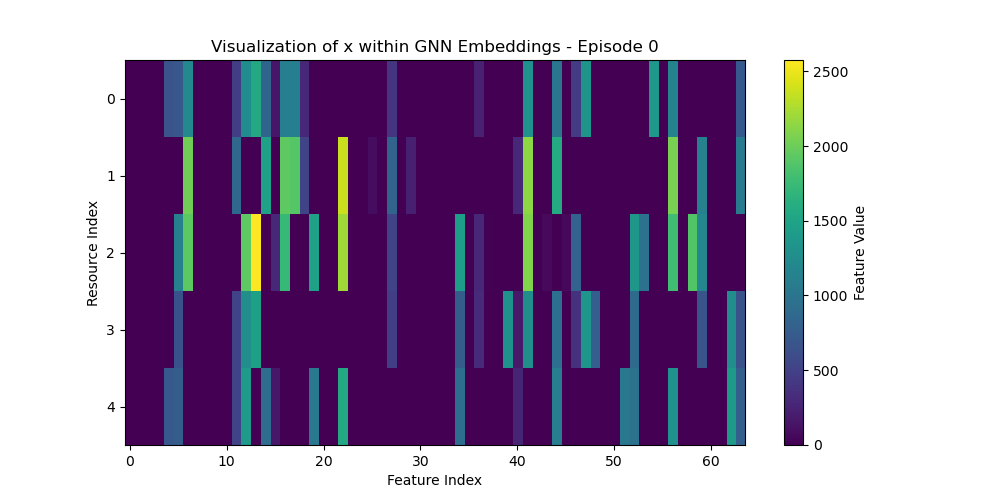 Visualization of x within GNN Embeddings - Episode 0
0
1
2
3
4
Resource Index
0 10 20 30 40 50 60
Feature Index
2500
2000
1500
1000
500
0
Feature Value